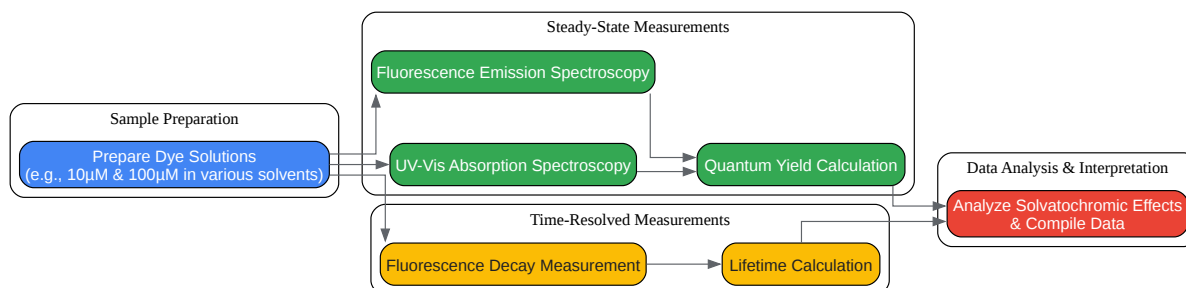 Steady-State Measurements
Fluorescence Emission Spectroscopy
Sample Preparation
Prepare Dye Solutions
(e.g., 10µM & 100µM in various solvents)
UV-Vis Absorption Spectroscopy
Quantum Yield Calculation
Data Analysis & Interpretation
Analyze Solvatochromic Effects
& Compile Data
Time-Resolved Measurements
Fluorescence Decay Measurement
Lifetime Calculation